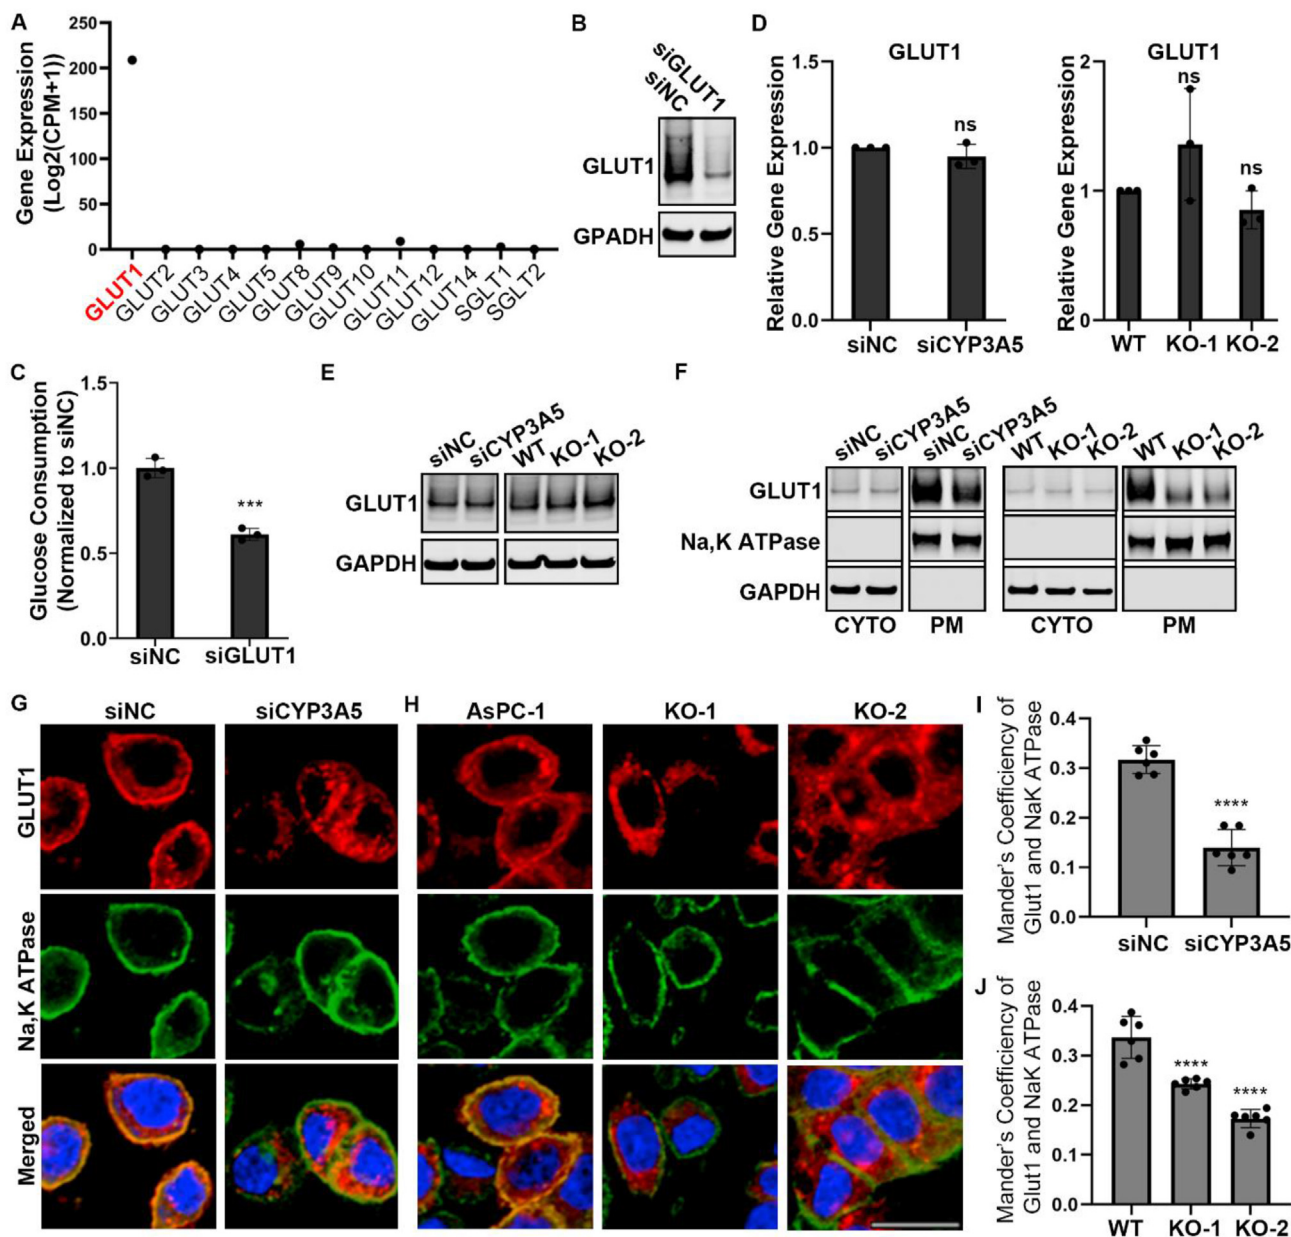 A
Gene Expression
(Log2(CPM+1))
250
200
150
100
50
0
GLUT1
GLUT2
GLUT3
GLUT4
GLUT5
GLUT8
GLUT9
GLUT10
GLUT11
GLUT12
GLUT14
SGLT1
SGLT2
B
siNC
siGLUT1
GLUT1
GPADH
D
GLUT1
Relative Gene Expression
1.5
1.0
0.5
0.0
ns
siNC
siCYP3A5
GLUT1
Relative Gene Expression
2
1
0
ns
ns
WT
KO-1
KO-2
C
Glucose Consumption
(Normalized to siNC)
1.5
1.0
0.5
0.0
***
siNC
siGLUT1
E
siNC
siCYP3A5
WT
KO-1
KO-2
GLUT1
GAPDH
F
siNC
siCYP3A5
siNC
siCYP3A5
WT
KO-1
KO-2
WT
KO-1
KO-2
GLUT1
Na,K ATPase
GAPDH
CYTO
PM
CYTO
PM
G
siNC
siCYP3A5
H
AsPC-1
KO-1
KO-2
GLUT1
Na,K ATPase
Merged
I
Mander's Coefficiency of
Glut1 and NaK ATPase
0.4
0.3
0.2
0.1
0.0
****
siNC
siCYP3A5
J
Mander's Coefficiency of
Glut1 and NaK ATPase
0.4
0.3
0.2
0.1
0.0
****
****
WT
KO-1
KO-2